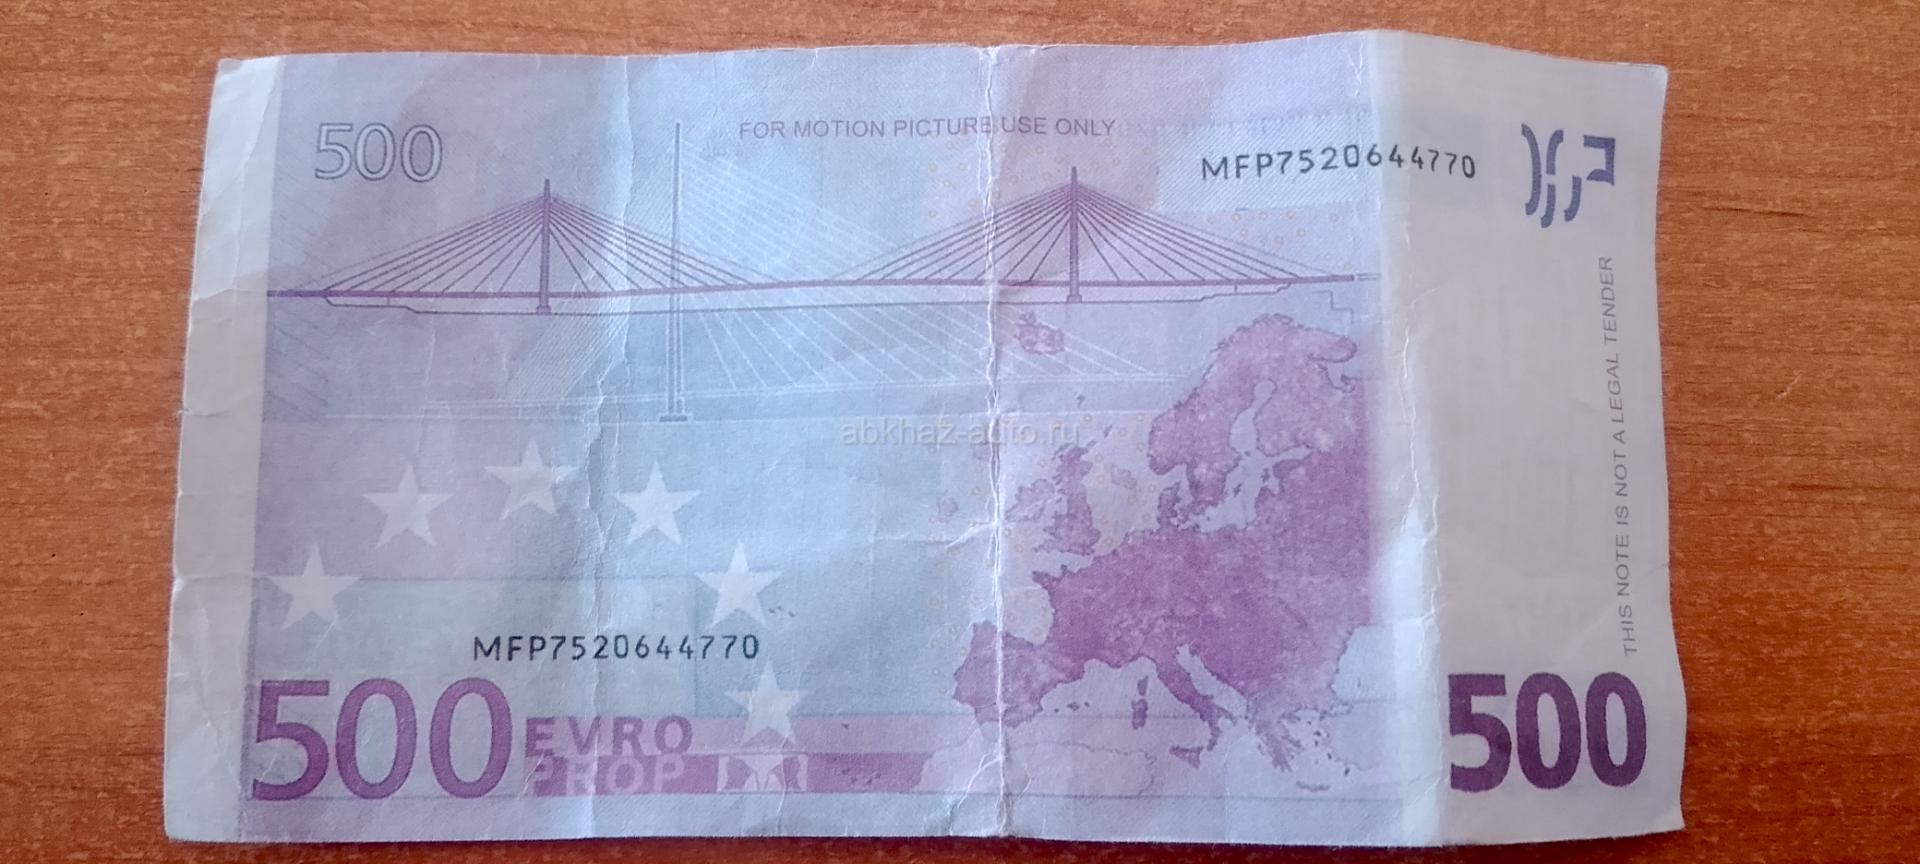 500
FOR MOTION PICTURE USE ONLY
MFP7520644770
THIS NOTE IS NOT A LEGAL TENDER
abkhaz-auto.ru
MFP7520644770
500 EVRO
PROP
500